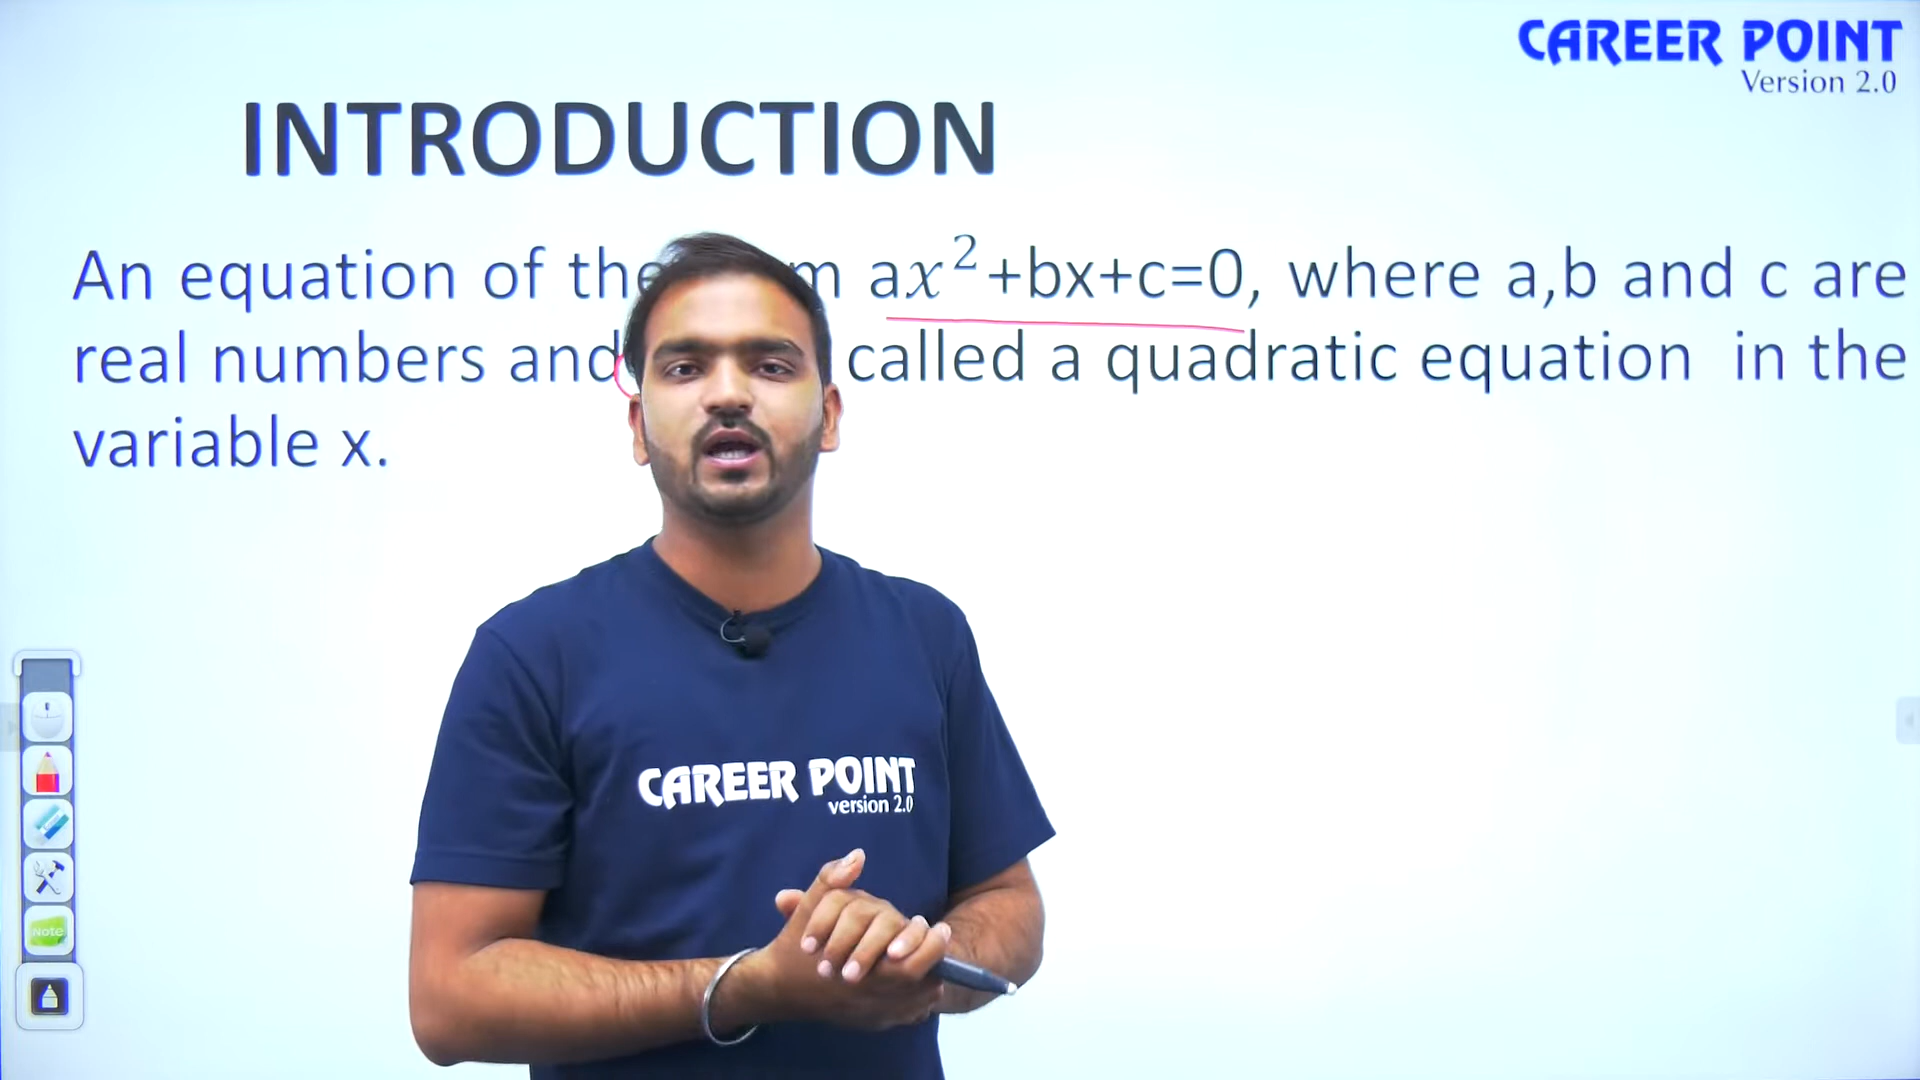 CAREER POINT
Version 2.0
INTRODUCTION
An equation of the m ax²+bx+c=0, where a,b and c are
real numbers and called a quadratic equation in the
variable x.
CAREER POINT
version 2.0
Note